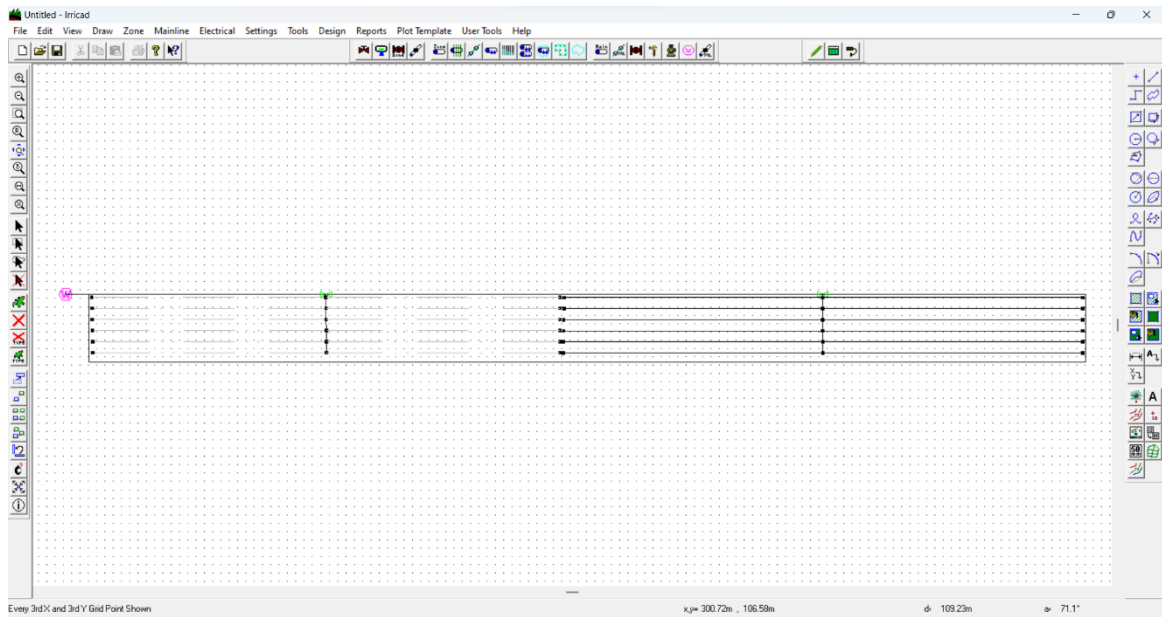 Untitled - Irricad
File Edit View Draw Zone Mainline Electrical Settings Tools Design Reports Plot Template User Tools Help
Every 3rd X and 3rd Y Grid Point Shown x,y= 300.72m , 106.58m d= 109.23m a= 71.1°